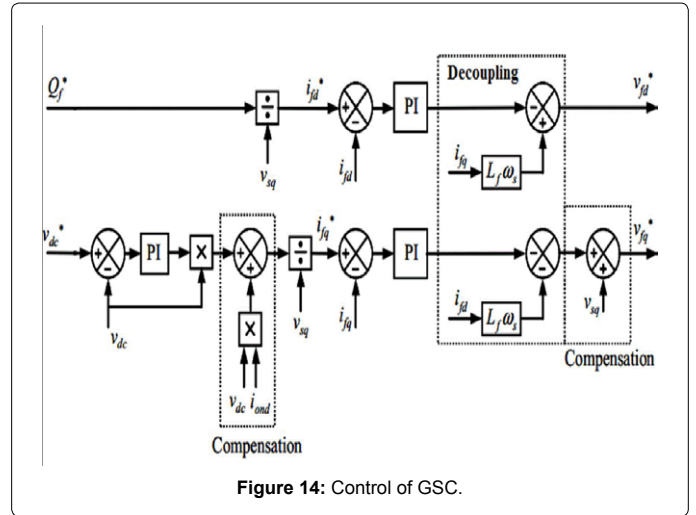 Q_f^* ÷ v_sq i_fd^* + - i_fd PI Decoupling i_fq L_f ω_s - + v_fd^*
v_dc^* + - v_dc PI × + + × v_dc i_ond Compensation ÷ v_sq i_fq^* + - i_fq PI i_fd L_f ω_s - - + + v_sq v_fq^* Compensation
Figure 14: Control of GSC.